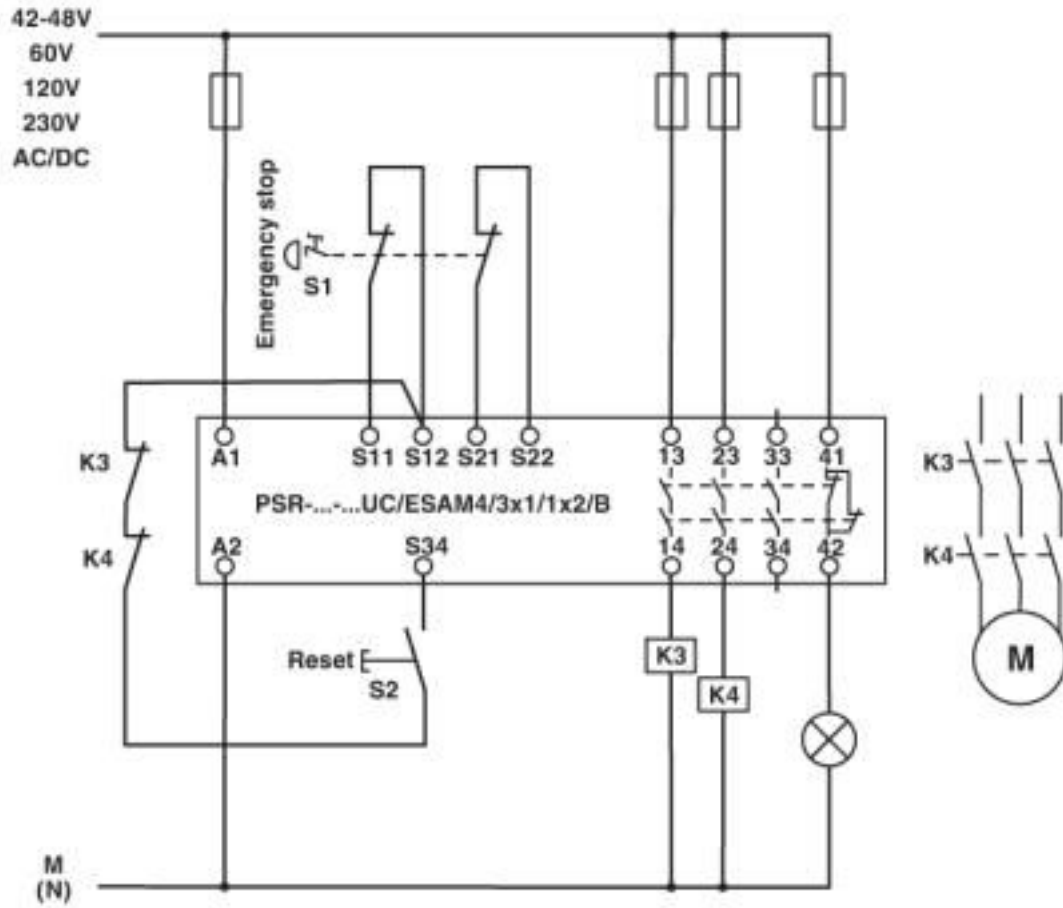 42-48V
60V
120V
230V
AC/DC
Emergency stop
S1
K3
K4
A1 S11 S12 S21 S22 13 23 33 41
PSR-...-...UC/ESAM4/3x1/1x2/B
A2 S34 14 24 34 42
K3
K4
Reset
S2
K3
K4
M
M
(N)